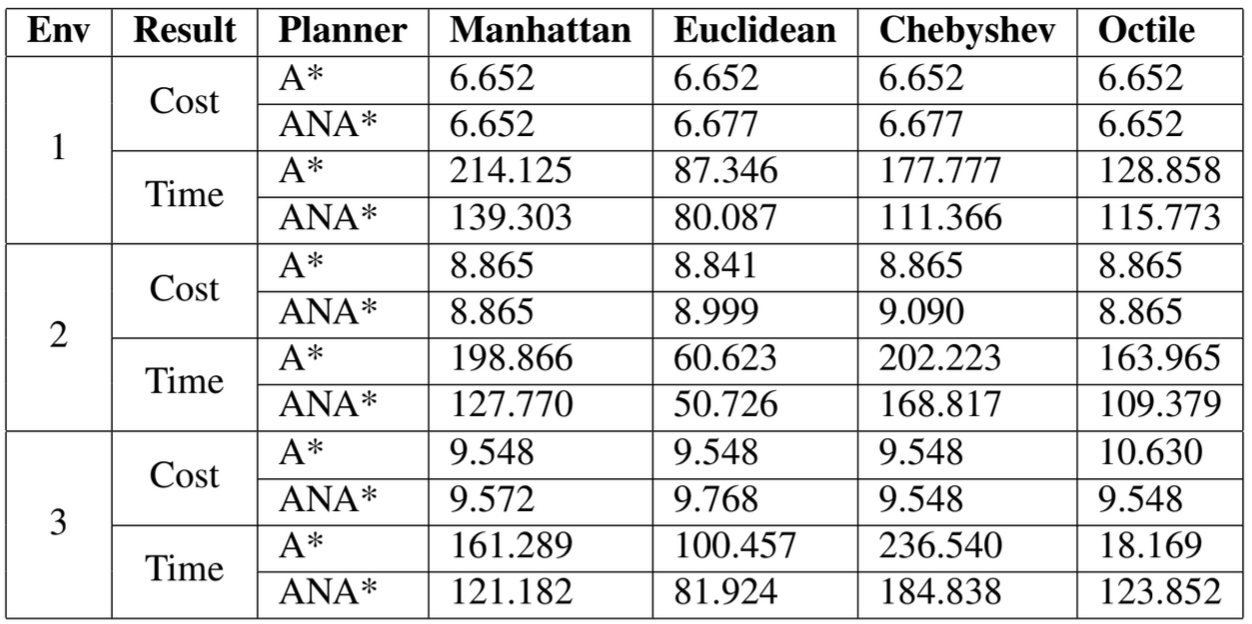 Env Result Planner Manhattan Euclidean Chebyshev Octile
1 Cost A* 6.652 6.652 6.652 6.652
ANA* 6.652 6.677 6.677 6.652
Time A* 214.125 87.346 177.777 128.858
ANA* 139.303 80.087 111.366 115.773
2 Cost A* 8.865 8.841 8.865 8.865
ANA* 8.865 8.999 9.090 8.865
Time A* 198.866 60.623 202.223 163.965
ANA* 127.770 50.726 168.817 109.379
3 Cost A* 9.548 9.548 9.548 10.630
ANA* 9.572 9.768 9.548 9.548
Time A* 161.289 100.457 236.540 18.169
ANA* 121.182 81.924 184.838 123.852